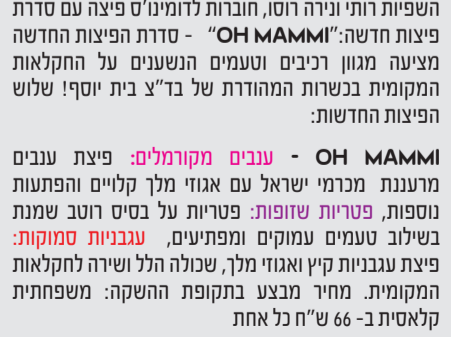 השפיות רותי ונירה רוסו, חוברות לדומינו'ס פיצה עם סדרת
פיצות חדשה:"OH MAMMI" - סדרת הפיצות החדשה
מציעה מגוון רכיבים וטעמים הנשענים על החקלאות
המקומית בכשרות המהודרת של בד"צ בית יוסף! שלוש
הפיצות החדשות:
OH MAMMI - ענבים מקורמלים: פיצת ענבים
מרעננת מכרמי ישראל עם אגוזי מלך קלויים והפתעות
נוספות, פטריות שזופות: פטריות על בסיס רוטב שמנת
בשילוב טעמים עמוקים ומפתיעים, עגבניות סמוקות:
פיצת עגבניות קיץ ואגוזי מלך, שכולה הלל ושירה לחקלאות
המקומית. מחיר מבצע בתקופת ההשקה: משפחתית
קלאסית ב- 66 ש"ח כל אחת